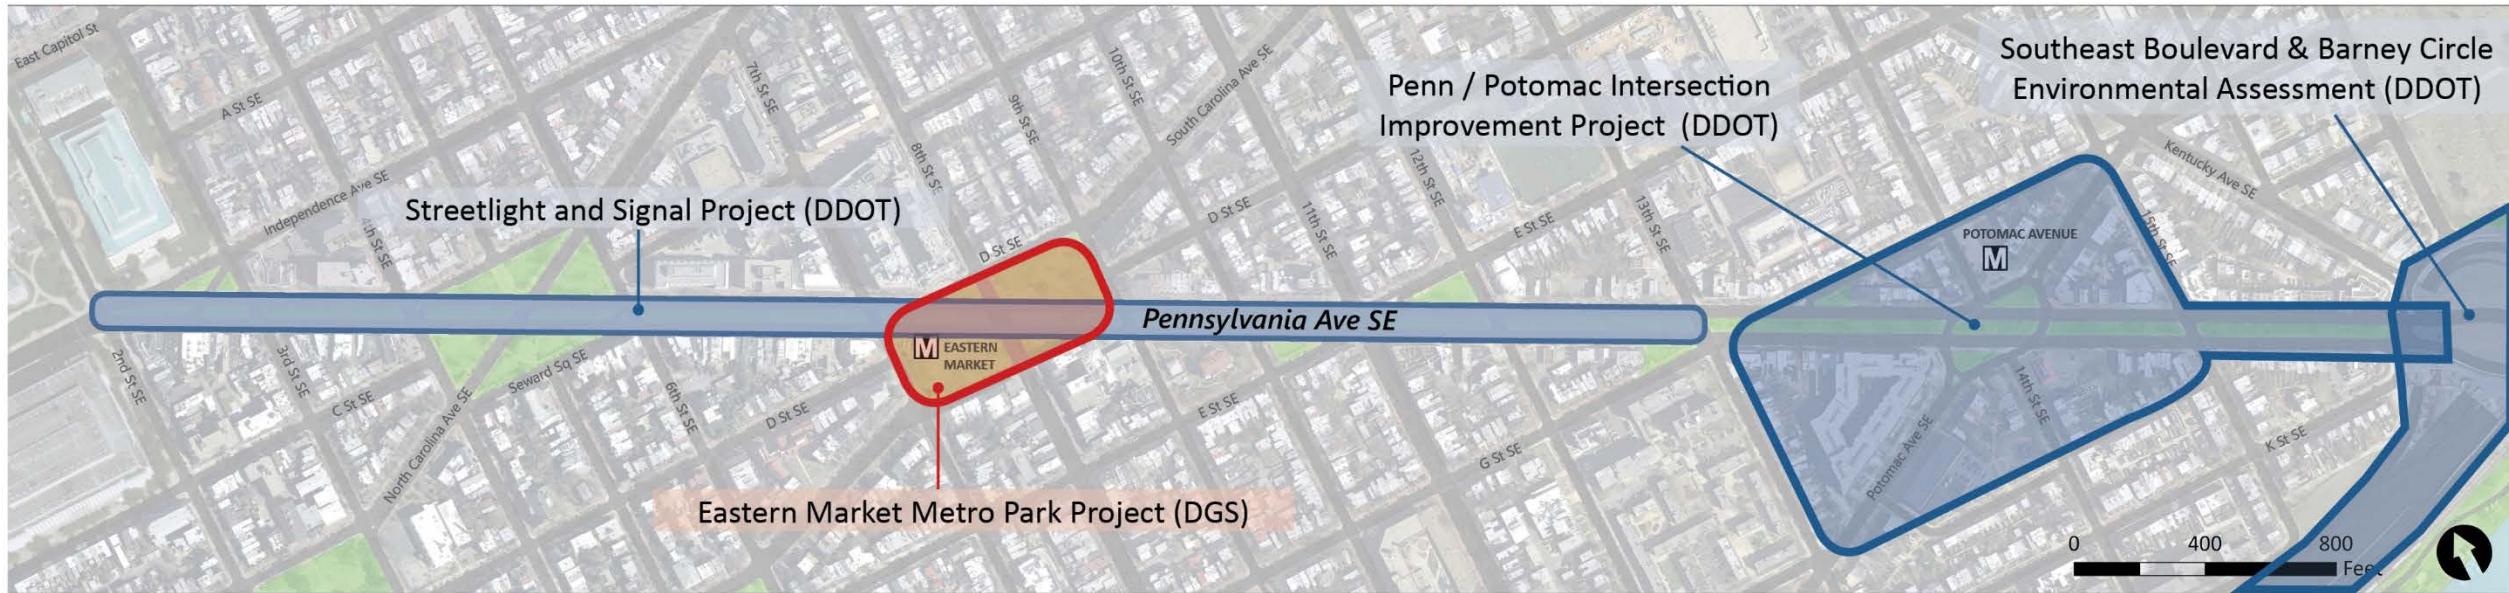 East Capitol St
A St SE
Independence Ave SE
4th St SE
7th St SE
8th St SE
9th St SE
10th St SE
South Carolina Ave SE
D St SE
D St SE
11th St SE
12th St SE
E St SE
13th St SE
15th St SE
Kentucky Ave SE
Penn / Potomac Intersection
Improvement Project (DDOT)
Southeast Boulevard & Barney Circle
Environmental Assessment (DDOT)
Streetlight and Signal Project (DDOT)
POTOMAC AVENUE
M
Pennsylvania Ave SE
M EASTERN
MARKET
2nd St SE
3rd St SE
C St SE
North Carolina Ave SE
Seward Sq SE
6th St SE
D St SE
E St SE
G St SE
Potomac Ave SE
14th St SE
K St SE
Eastern Market Metro Park Project (DGS)
0 400 800
Feet